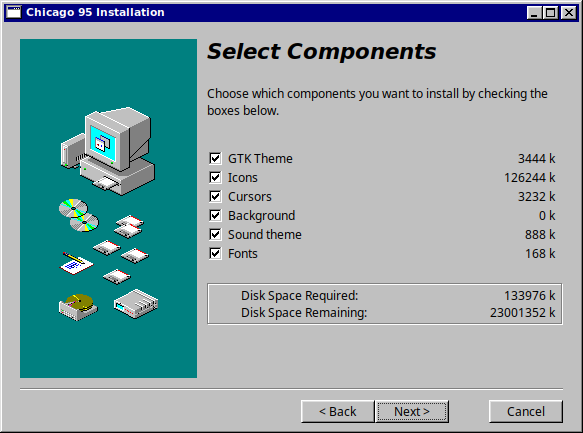 Chicago 95 Installation
Select Components
Choose which components you want to install by checking the
boxes below.
GTK Theme 3444 k
Icons 126244 k
Cursors 3232 k
Background 0 k
Sound theme 888 k
Fonts 168 k
Disk Space Required: 133976 k
Disk Space Remaining: 23001352 k
< Back Next > Cancel